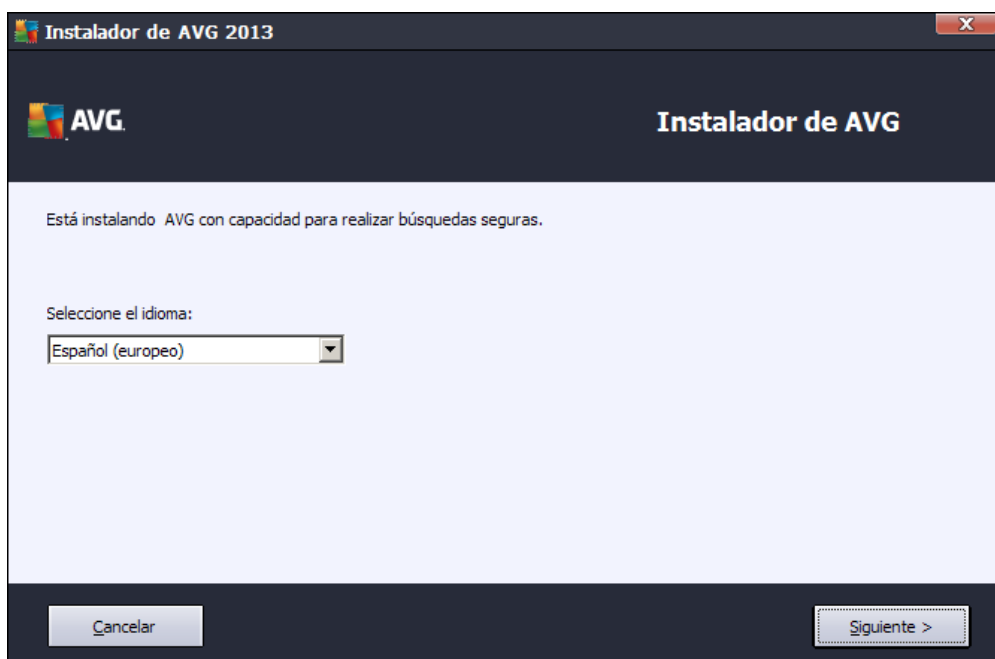 Instalador de AVG 2013
X
AVG.
Instalador de AVG
Está instalando  AVG con capacidad para realizar búsquedas seguras.
Seleccione el idioma:
Español (europeo)
Cancelar
Siguiente >